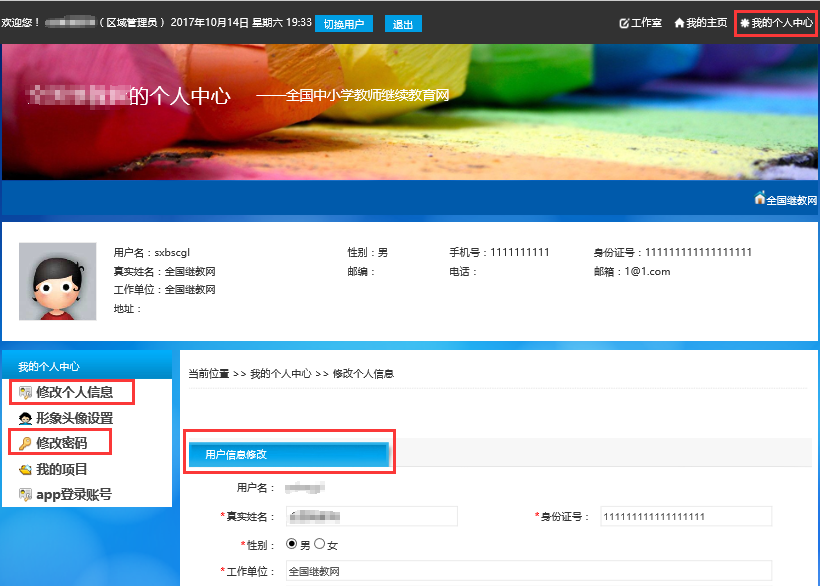 欢迎您！（区域管理员） 2017年10月14日 星期六 19:33 切换用户 退出 工作室 我的主页 我的个人中心
的个人中心 ——全国中小学教师继续教育网
全国继教网
用户名：sxbscgl 性别：男 手机号：1111111111 身份证号：111111111111111111
真实姓名：全国继教网 邮编： 电话： 邮箱：1@1.com
工作单位：全国继教网
地址：
我的个人中心
修改个人信息
形象头像设置
修改密码
我的项目
app登录账号
当前位置 >> 我的个人中心 >> 修改个人信息
用户信息修改
用户名：
*真实姓名： *身份证号：111111111111111111
*性别：男 女
*工作单位：全国继教网